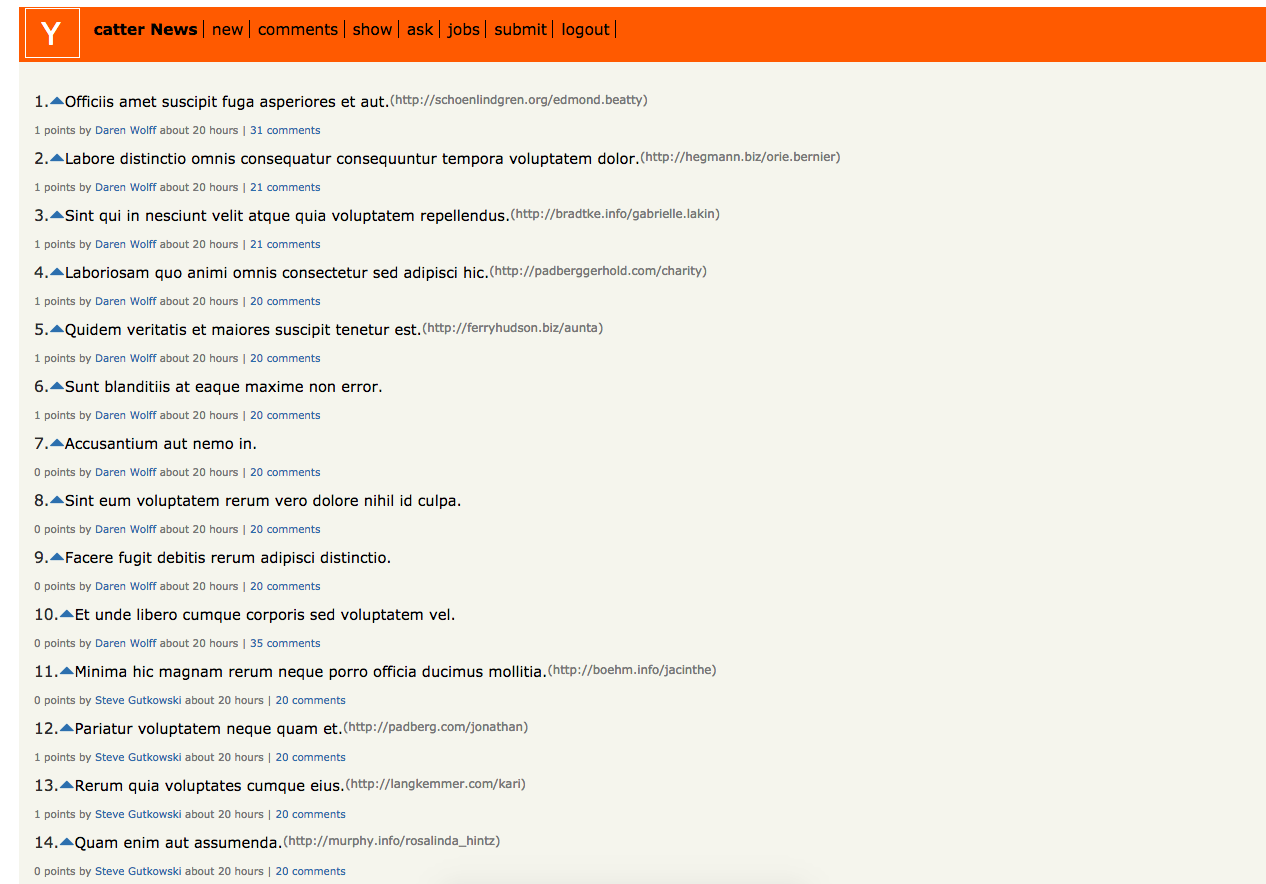 Y catter News | new | comments | show | ask | jobs | submit | logout |
1. Officiis amet suscipit fuga asperiores et aut. (http://schoenlindgren.org/edmond.beatty)
1 points by Daren Wolff about 20 hours | 31 comments
2. Labore distinctio omnis consequatur consequuntur tempora voluptatem dolor. (http://hegmann.biz/orie.bernier)
1 points by Daren Wolff about 20 hours | 21 comments
3. Sint qui in nesciunt velit atque quia voluptatem repellendus. (http://bradtke.info/gabrielle.lakin)
1 points by Daren Wolff about 20 hours | 21 comments
4. Laboriosam quo animi omnis consectetur sed adipisci hic. (http://padberggerhold.com/charity)
1 points by Daren Wolff about 20 hours | 20 comments
5. Quidem veritatis et maiores suscipit tenetur est. (http://ferryhudson.biz/aunta)
1 points by Daren Wolff about 20 hours | 20 comments
6. Sunt blanditiis at eaque maxime non error.
1 points by Daren Wolff about 20 hours | 20 comments
7. Accusantium aut nemo in.
0 points by Daren Wolff about 20 hours | 20 comments
8. Sint eum voluptatem rerum vero dolore nihil id culpa.
0 points by Daren Wolff about 20 hours | 20 comments
9. Facere fugit debitis rerum adipisci distinctio.
0 points by Daren Wolff about 20 hours | 20 comments
10. Et unde libero cumque corporis sed voluptatem vel.
0 points by Daren Wolff about 20 hours | 35 comments
11. Minima hic magnam rerum neque porro officia ducimus mollitia. (http://boehm.info/jacinthe)
0 points by Steve Gutkowski about 20 hours | 20 comments
12. Pariatur voluptatem neque quam et. (http://padberg.com/jonathan)
1 points by Steve Gutkowski about 20 hours | 20 comments
13. Rerum quia voluptates cumque eius. (http://langkemmer.com/kari)
1 points by Steve Gutkowski about 20 hours | 20 comments
14. Quam enim aut assumenda. (http://murphy.info/rosalinda_hintz)
0 points by Steve Gutkowski about 20 hours | 20 comments